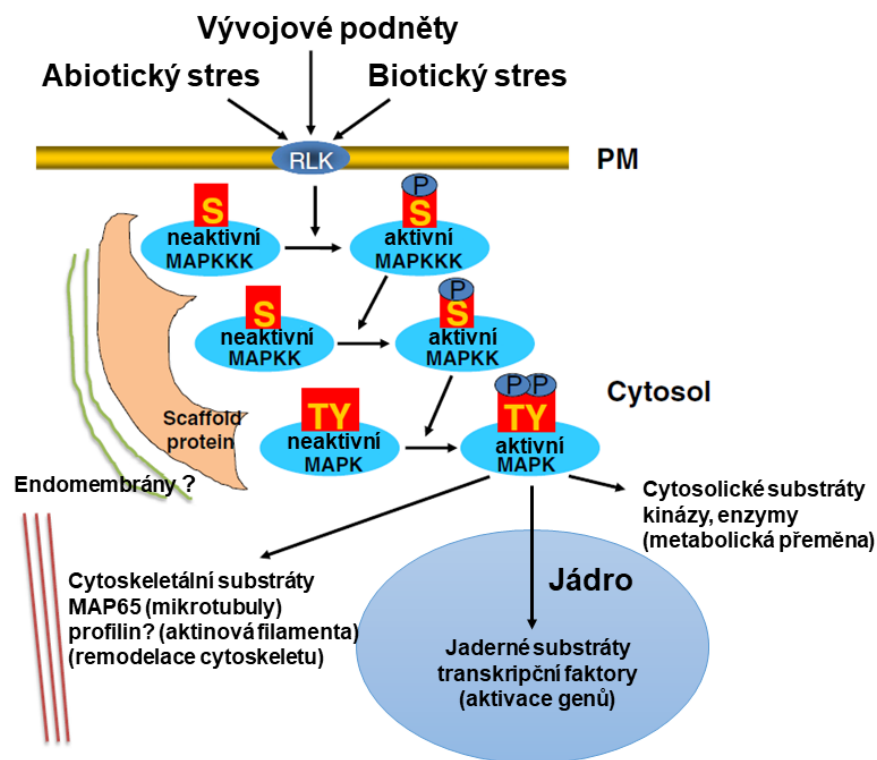 Vývojové podněty
Abiotický stres
Biotický stres
RLK
PM
S
neaktivní
MAPKKK
P
S
aktivní
MAPKKK
S
neaktivní
MAPKK
P
S
aktivní
MAPKK
Cytosol
Scaffold
protein
TY
neaktivní
MAPK
P P
TY
aktivní
MAPK
Endomembrány ?
Cytosolické substráty
kinázy, enzymy
(metabolická přeměna)
Cytoskeletální substráty
MAP65 (mikrotubuly)
profilin? (aktinová filamenta)
(remodelace cytoskeletu)
Jádro
Jaderné substráty
transkripční faktory
(aktivace genů)